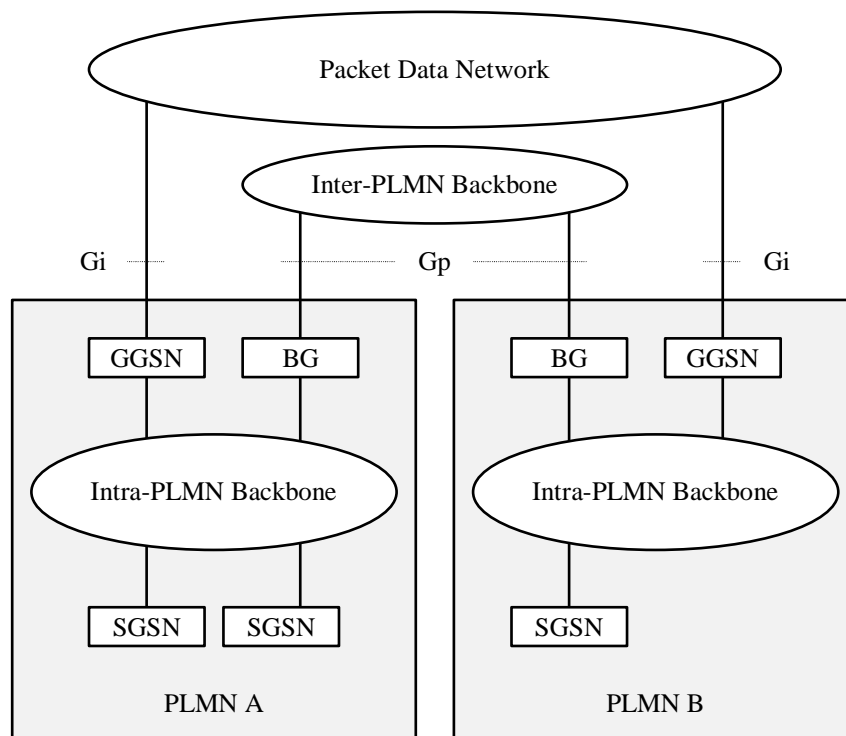 Packet Data Network
Inter-PLMN Backbone
Gi Gp Gi
GGSN BG BG GGSN
Intra-PLMN Backbone Intra-PLMN Backbone
SGSN SGSN SGSN
PLMN A PLMN B